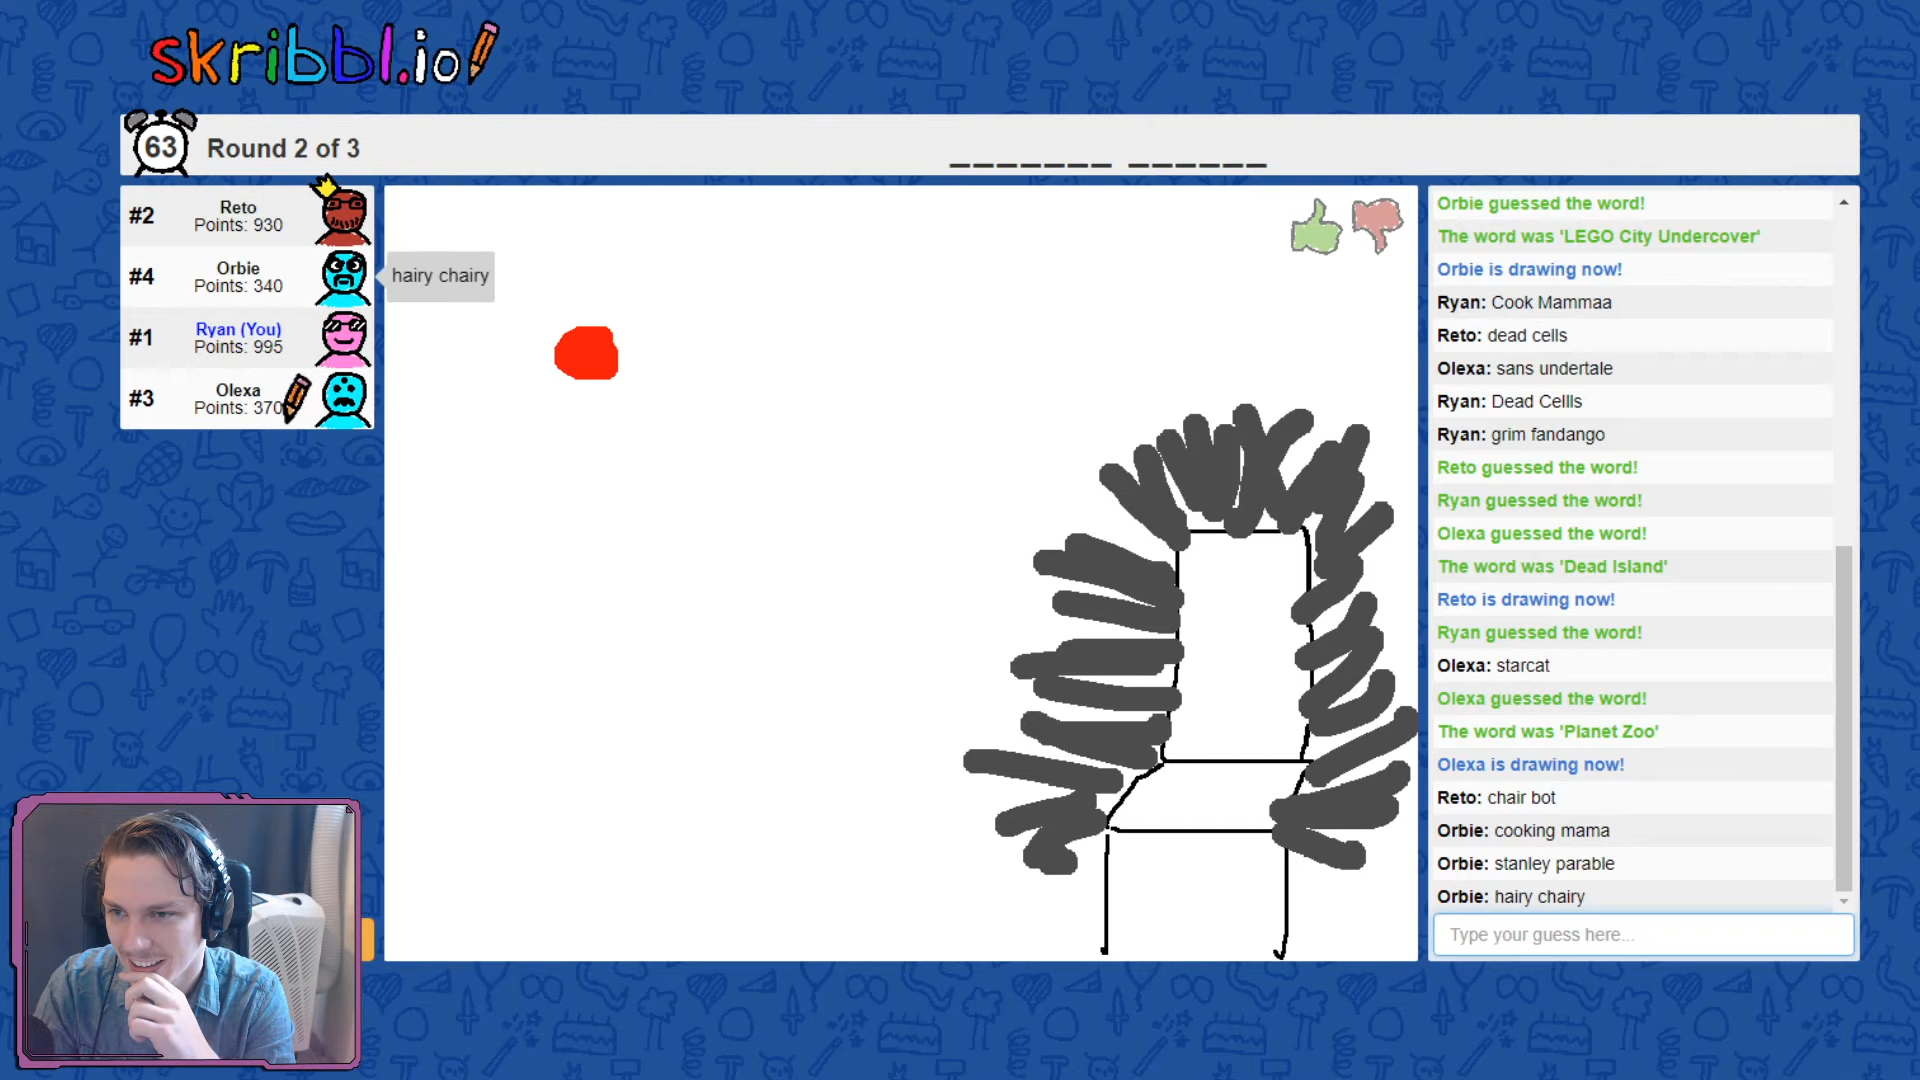 skribbl.io
63
Round 2 of 3
_______ ______
#2
Reto
Points: 930
#4
Orbie
Points: 340
hairy chairy
#1
Ryan (You)
Points: 995
#3
Olexa
Points: 370
Orbie guessed the word!
The word was 'LEGO City Undercover'
Orbie is drawing now!
Ryan: Cook Mammaa
Reto: dead cells
Olexa: sans undertale
Ryan: Dead Cellls
Ryan: grim fandango
Reto guessed the word!
Ryan guessed the word!
Olexa guessed the word!
The word was 'Dead Island'
Reto is drawing now!
Ryan guessed the word!
Olexa: starcat
Olexa guessed the word!
The word was 'Planet Zoo'
Olexa is drawing now!
Reto: chair bot
Orbie: cooking mama
Orbie: stanley parable
Orbie: hairy chairy
Type your guess here...